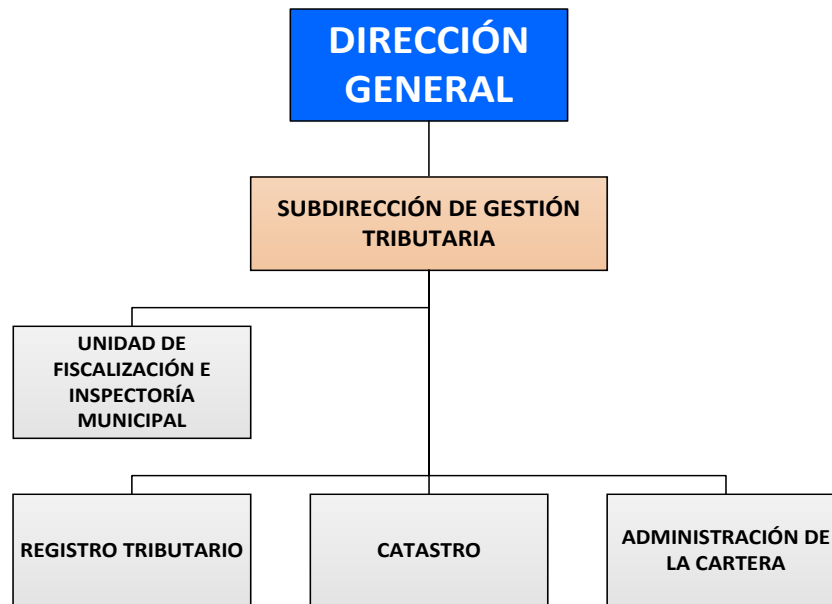 DIRECCIÓN
GENERAL
SUBDIRECCIÓN DE GESTIÓN
TRIBUTARIA
UNIDAD DE
FISCALIZACIÓN E
INSPECTORÍA
MUNICIPAL
REGISTRO TRIBUTARIO
CATASTRO
ADMINISTRACIÓN DE
LA CARTERA